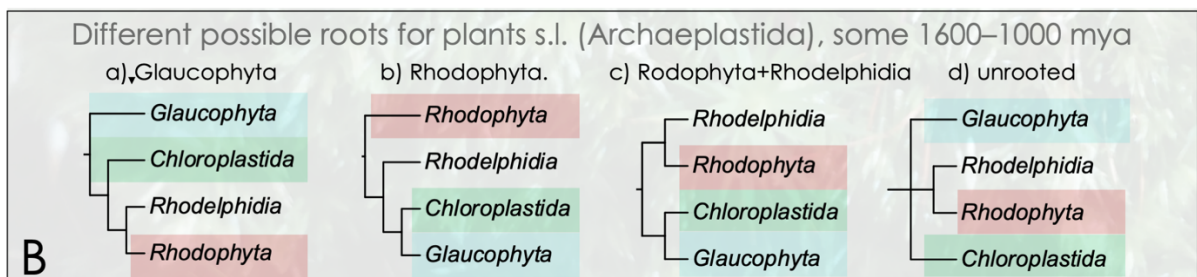 Different possible roots for plants s.l. (Archaeplastida), some 1600–1000 mya
a) Glaucophyta
Glaucophyta
Chloroplastida
Rhodelphidia
Rhodophyta
b) Rhodophyta.
Rhodophyta
Rhodelphidia
Chloroplastida
Glaucophyta
c) Rodophyta+Rhodelphidia
Rhodelphidia
Rhodophyta
Chloroplastida
Glaucophyta
d) unrooted
Glaucophyta
Rhodelphidia
Rhodophyta
Chloroplastida
B